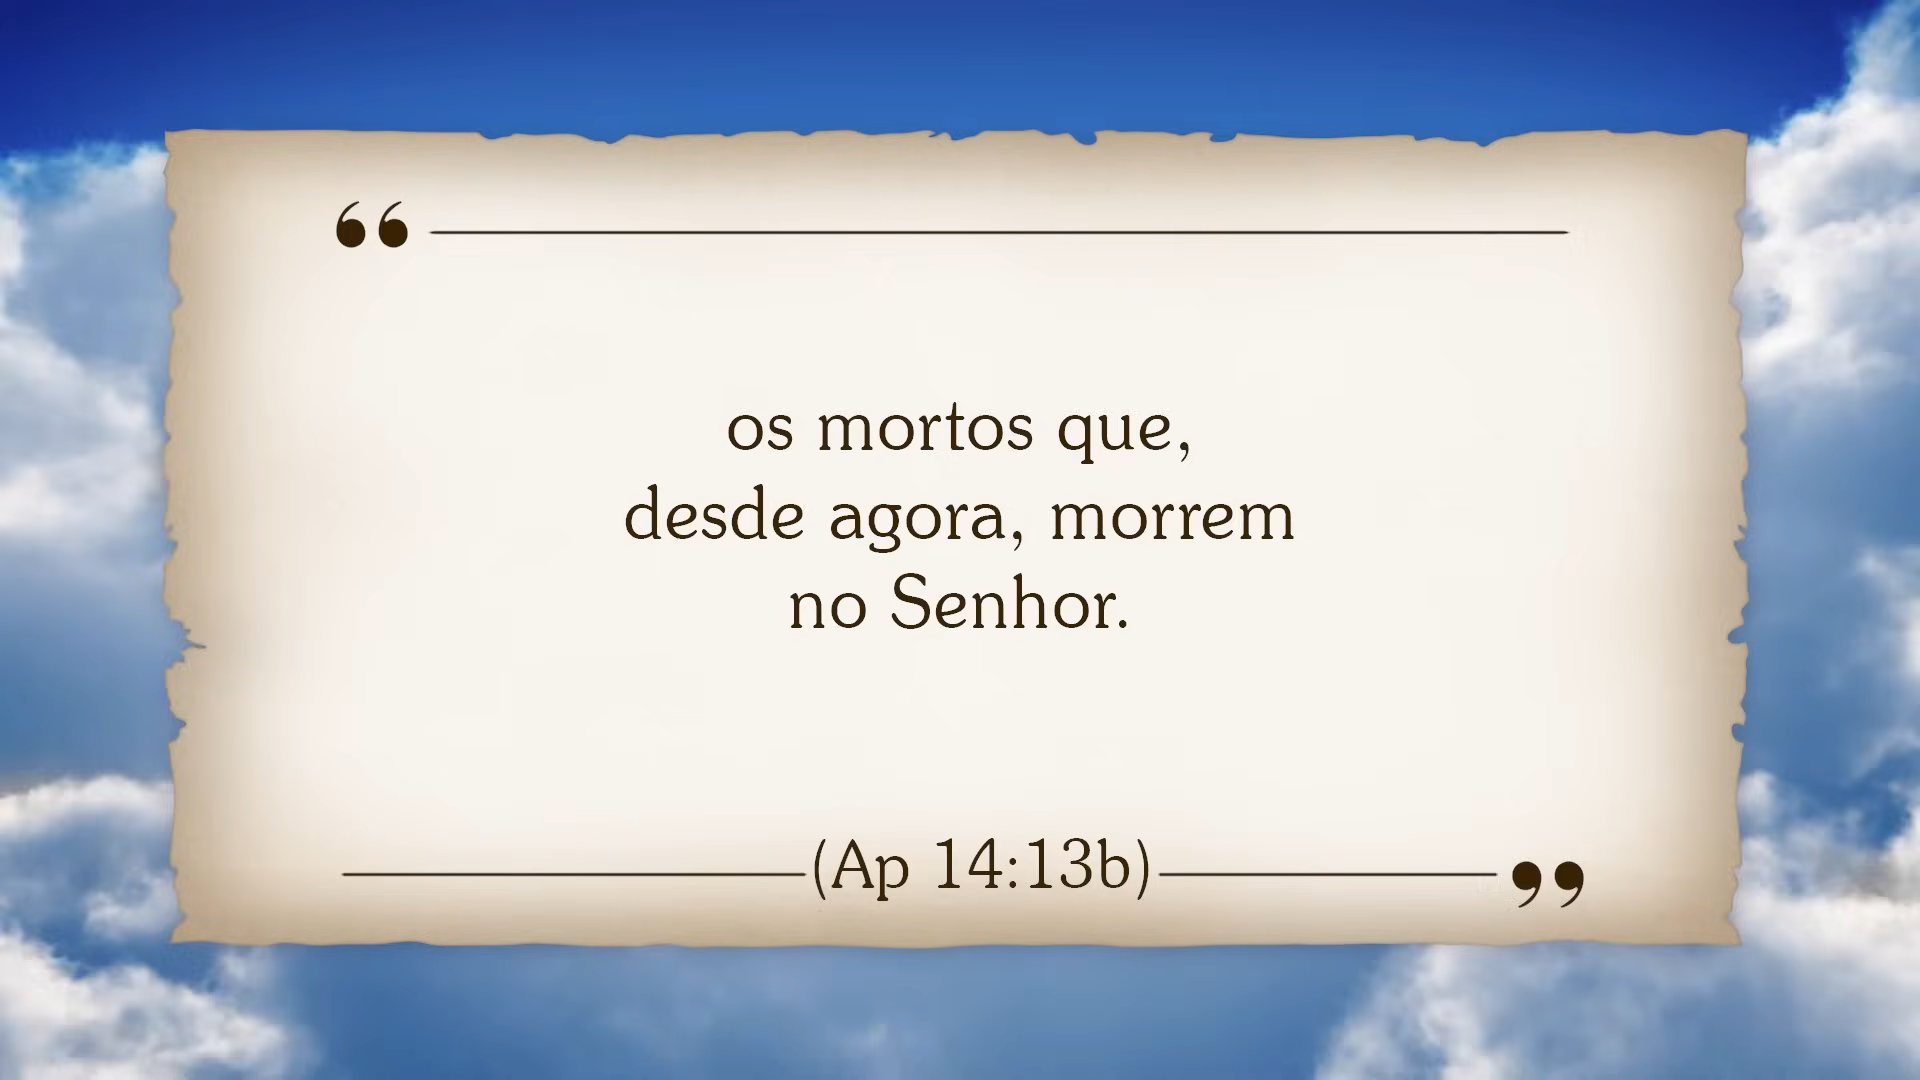 “
os mortos que,
desde agora, morrem
no Senhor.
(Ap 14:13b)
”